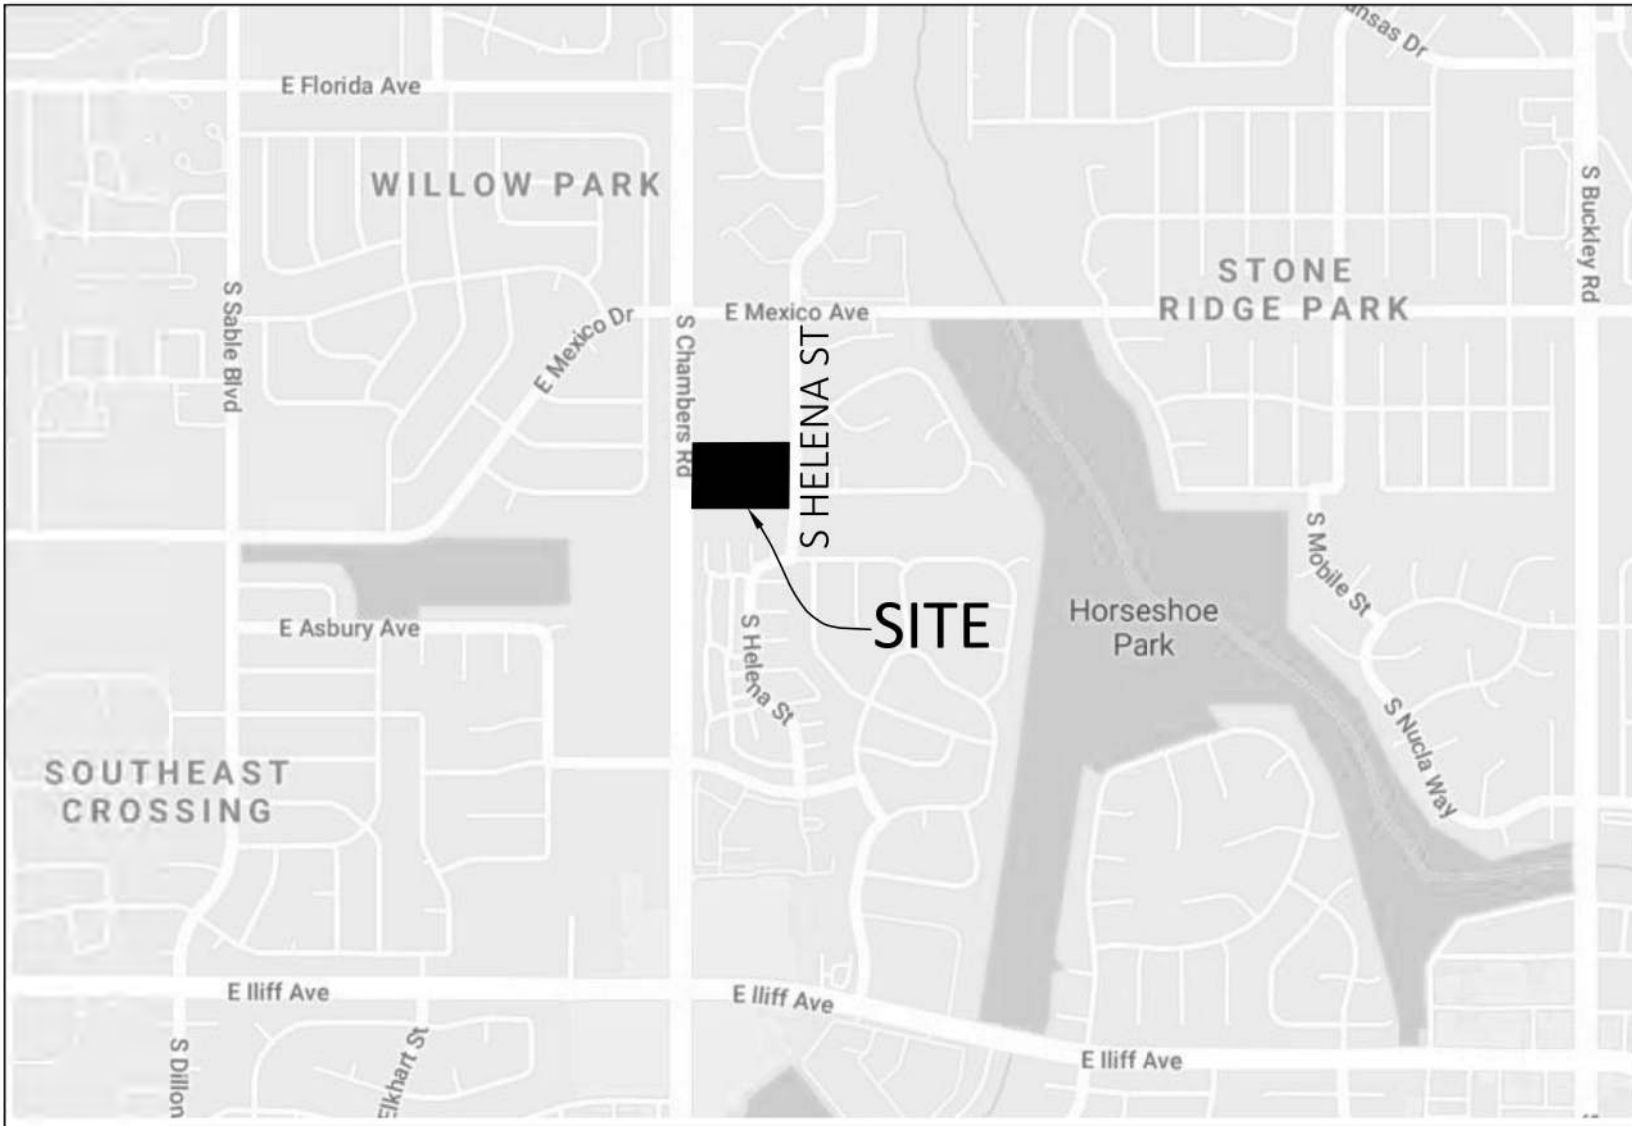 ansas Dr
E Florida Ave
WILLOW PARK
S Buckley Rd
STONE
RIDGE PARK
S Sable Blvd
E Mexico Dr
E Mexico Ave
S Chambers Rd
S HELENA ST
S Mobile St
SITE
Horseshoe
Park
E Asbury Ave
S Helena St
S Nucla Way
SOUTHEAST
CROSSING
E Iliff Ave
E Iliff Ave
E Iliff Ave
S Dillon
Elkhart St